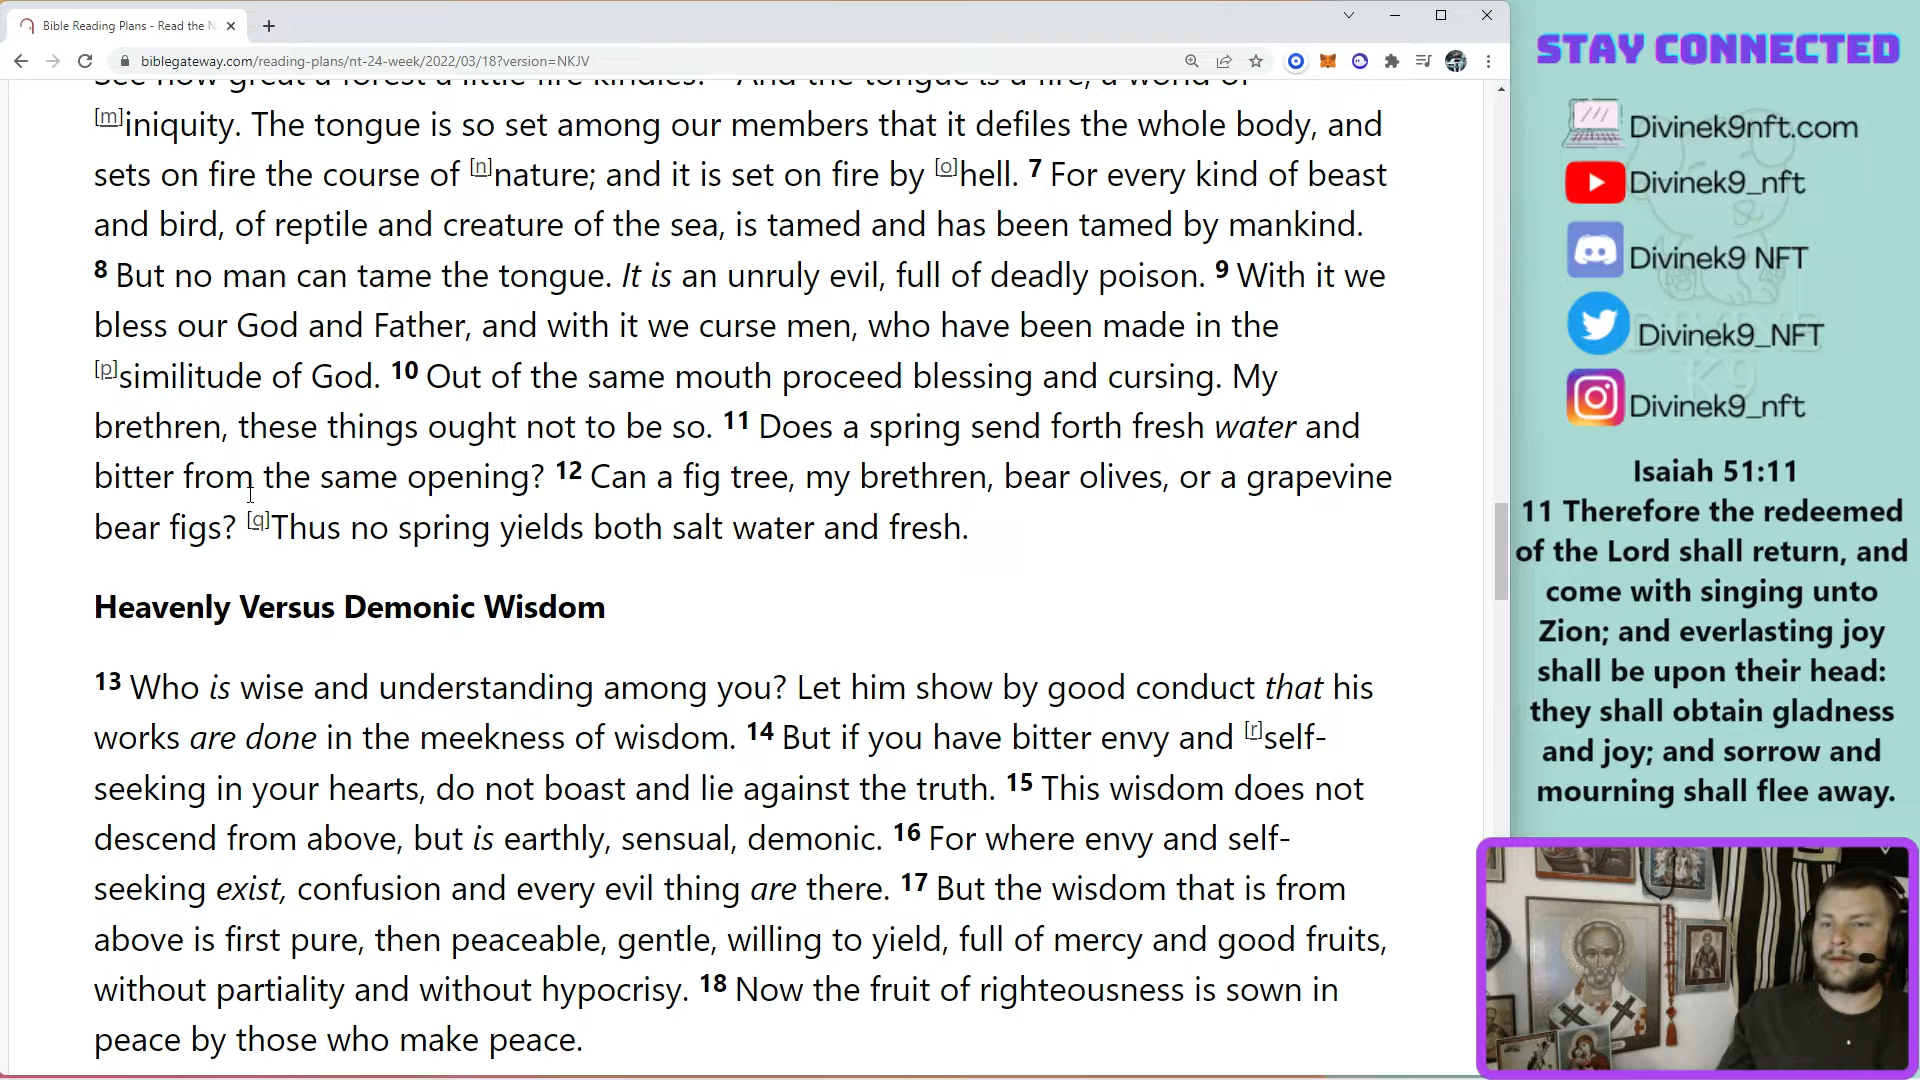 Bible Reading Plans - Read the N
biblegateway.com/reading-plans/nt-24-week/2022/03/18?version=NKJV
See how great a forest a little fire kindles! And the tongue is a fire, a world of
[m]iniquity. The tongue is so set among our members that it defiles the whole body, and
sets on fire the course of [n]nature; and it is set on fire by [o]hell. 7 For every kind of beast
and bird, of reptile and creature of the sea, is tamed and has been tamed by mankind.
8 But no man can tame the tongue. It is an unruly evil, full of deadly poison. 9 With it we
bless our God and Father, and with it we curse men, who have been made in the
[p]similitude of God. 10 Out of the same mouth proceed blessing and cursing. My
brethren, these things ought not to be so. 11 Does a spring send forth fresh water and
bitter from the same opening? 12 Can a fig tree, my brethren, bear olives, or a grapevine
bear figs? [q]Thus no spring yields both salt water and fresh.
Heavenly Versus Demonic Wisdom
13 Who is wise and understanding among you? Let him show by good conduct that his
works are done in the meekness of wisdom. 14 But if you have bitter envy and [r]self-
seeking in your hearts, do not boast and lie against the truth. 15 This wisdom does not
descend from above, but is earthly, sensual, demonic. 16 For where envy and self-
seeking exist, confusion and every evil thing are there. 17 But the wisdom that is from
above is first pure, then peaceable, gentle, willing to yield, full of mercy and good fruits,
without partiality and without hypocrisy. 18 Now the fruit of righteousness is sown in
peace by those who make peace.
STAY CONNECTED
Divinek9nft.com
Divinek9_nft
Divinek9 NFT
Divinek9_NFT
K9
Divinek9_nft
Isaiah 51:11
11 Therefore the redeemed
of the Lord shall return, and
come with singing unto
Zion; and everlasting joy
shall be upon their head:
they shall obtain gladness
and joy; and sorrow and
mourning shall flee away.